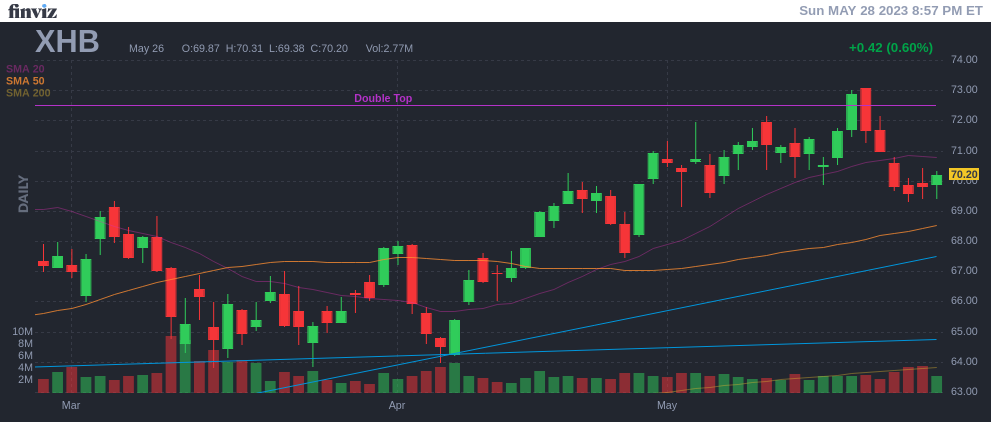 finviz
Sun MAY 28 2023 8:57 PM ET
XHB
May 26 O:69.87 H:70.31 L:69.38 C:70.20 Vol:2.77M
+0.42 (0.60%)
SMA 20
SMA 50
SMA 200
Double Top
DAILY
74.00
73.00
72.00
71.00
70.20
70.00
69.00
68.00
67.00
66.00
65.00
64.00
63.00
10M
8M
6M
4M
2M
Mar
Apr
May